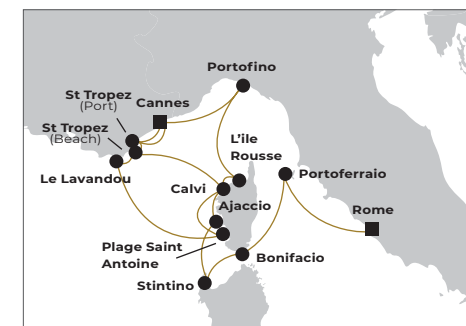 Portofino
St Tropez
(Port)
Cannes
St Tropez
(Beach)
L'ile
Rousse
Le Lavandou
Calvi
Portoferraio
Ajaccio
Rome
Plage Saint
Antoine
Bonifacio
Stintino